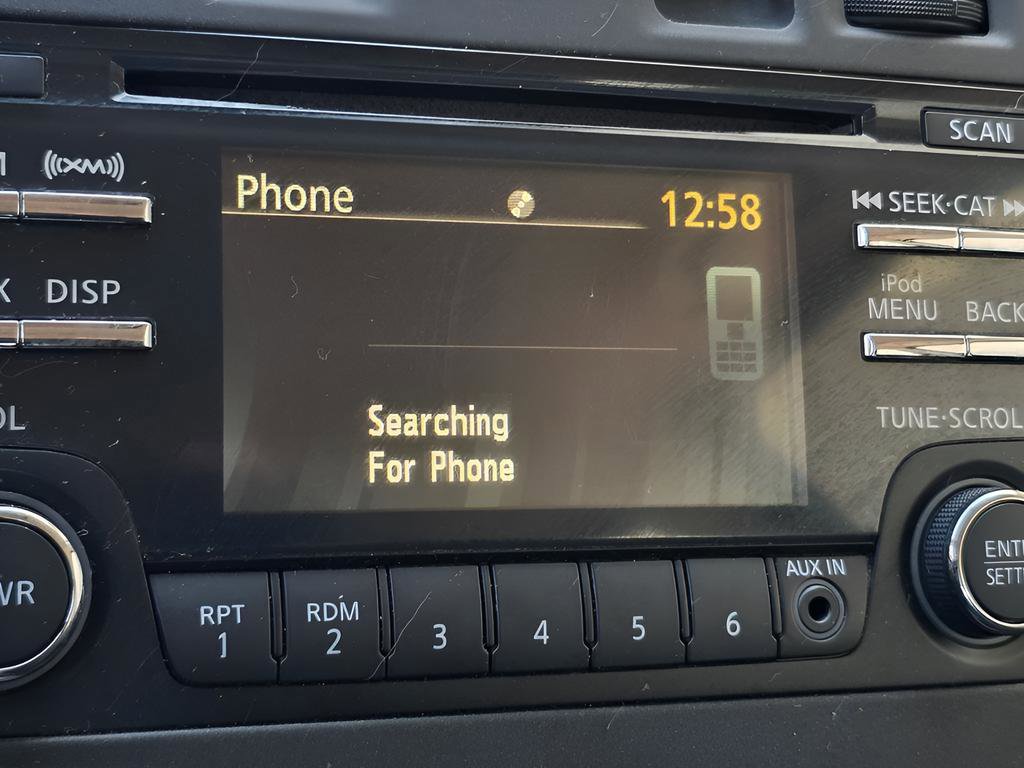 SCAN
XM
Phone 12:58
SEEK·CAT
iPod
DISP
MENU BACK
TUNE·SCROLL
Searching
For Phone
AUX IN
RPT RDM
1 2 3 4 5 6